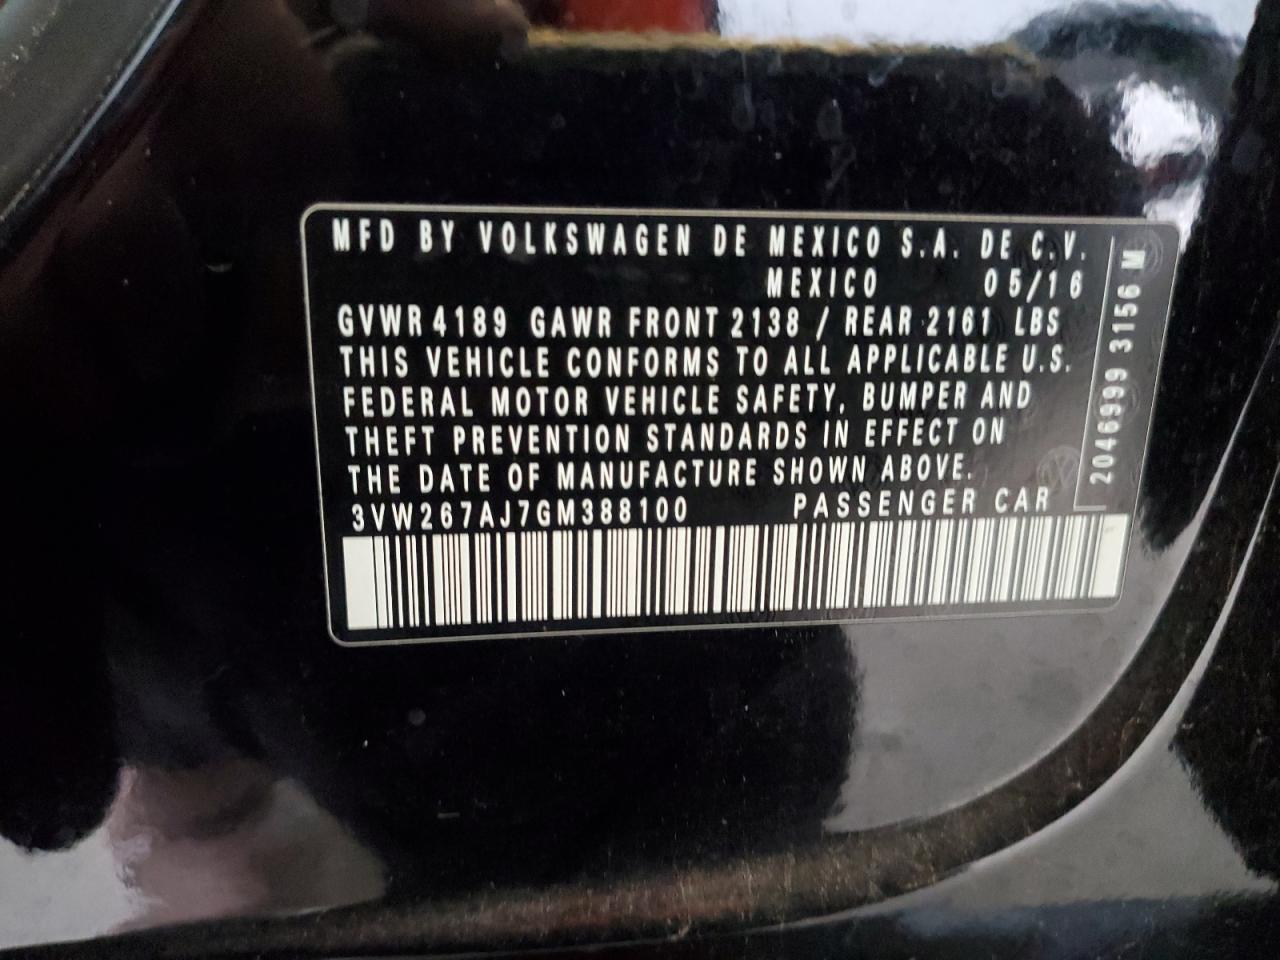 MFD BY VOLKSWAGEN DE MEXICO S.A. DE C.V.
MEXICO 05/16
GVWR 4189 GAWR FRONT 2138 / REAR 2161 LBS
THIS VEHICLE CONFORMS TO ALL APPLICABLE U.S.
FEDERAL MOTOR VEHICLE SAFETY, BUMPER AND
THEFT PREVENTION STANDARDS IN EFFECT ON
THE DATE OF MANUFACTURE SHOWN ABOVE.
3VW267AJ7GM388100 PASSENGER CAR
2046999 3156 M